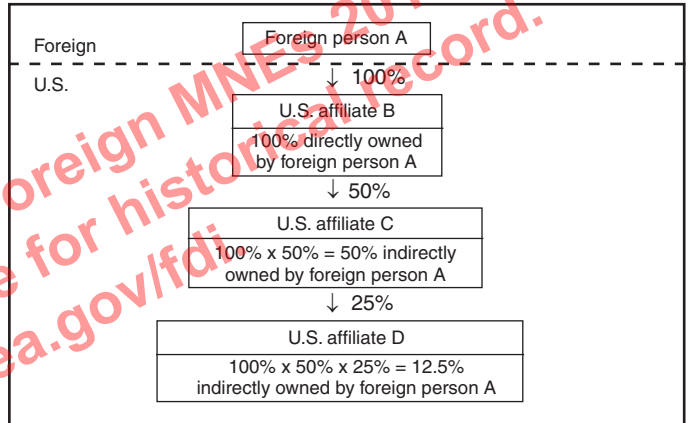 Foreign
Foreign person A
U.S.
↓ 100%
U.S. affiliate B
100% directly owned
by foreign person A
↓ 50%
U.S. affiliate C
100% x 50% = 50% indirectly
owned by foreign person A
↓ 25%
U.S. affiliate D
100% x 50% x 25% = 12.5%
indirectly owned by foreign person A
oreign MNEs 201
e for historical record.
ea.gov/fdi.